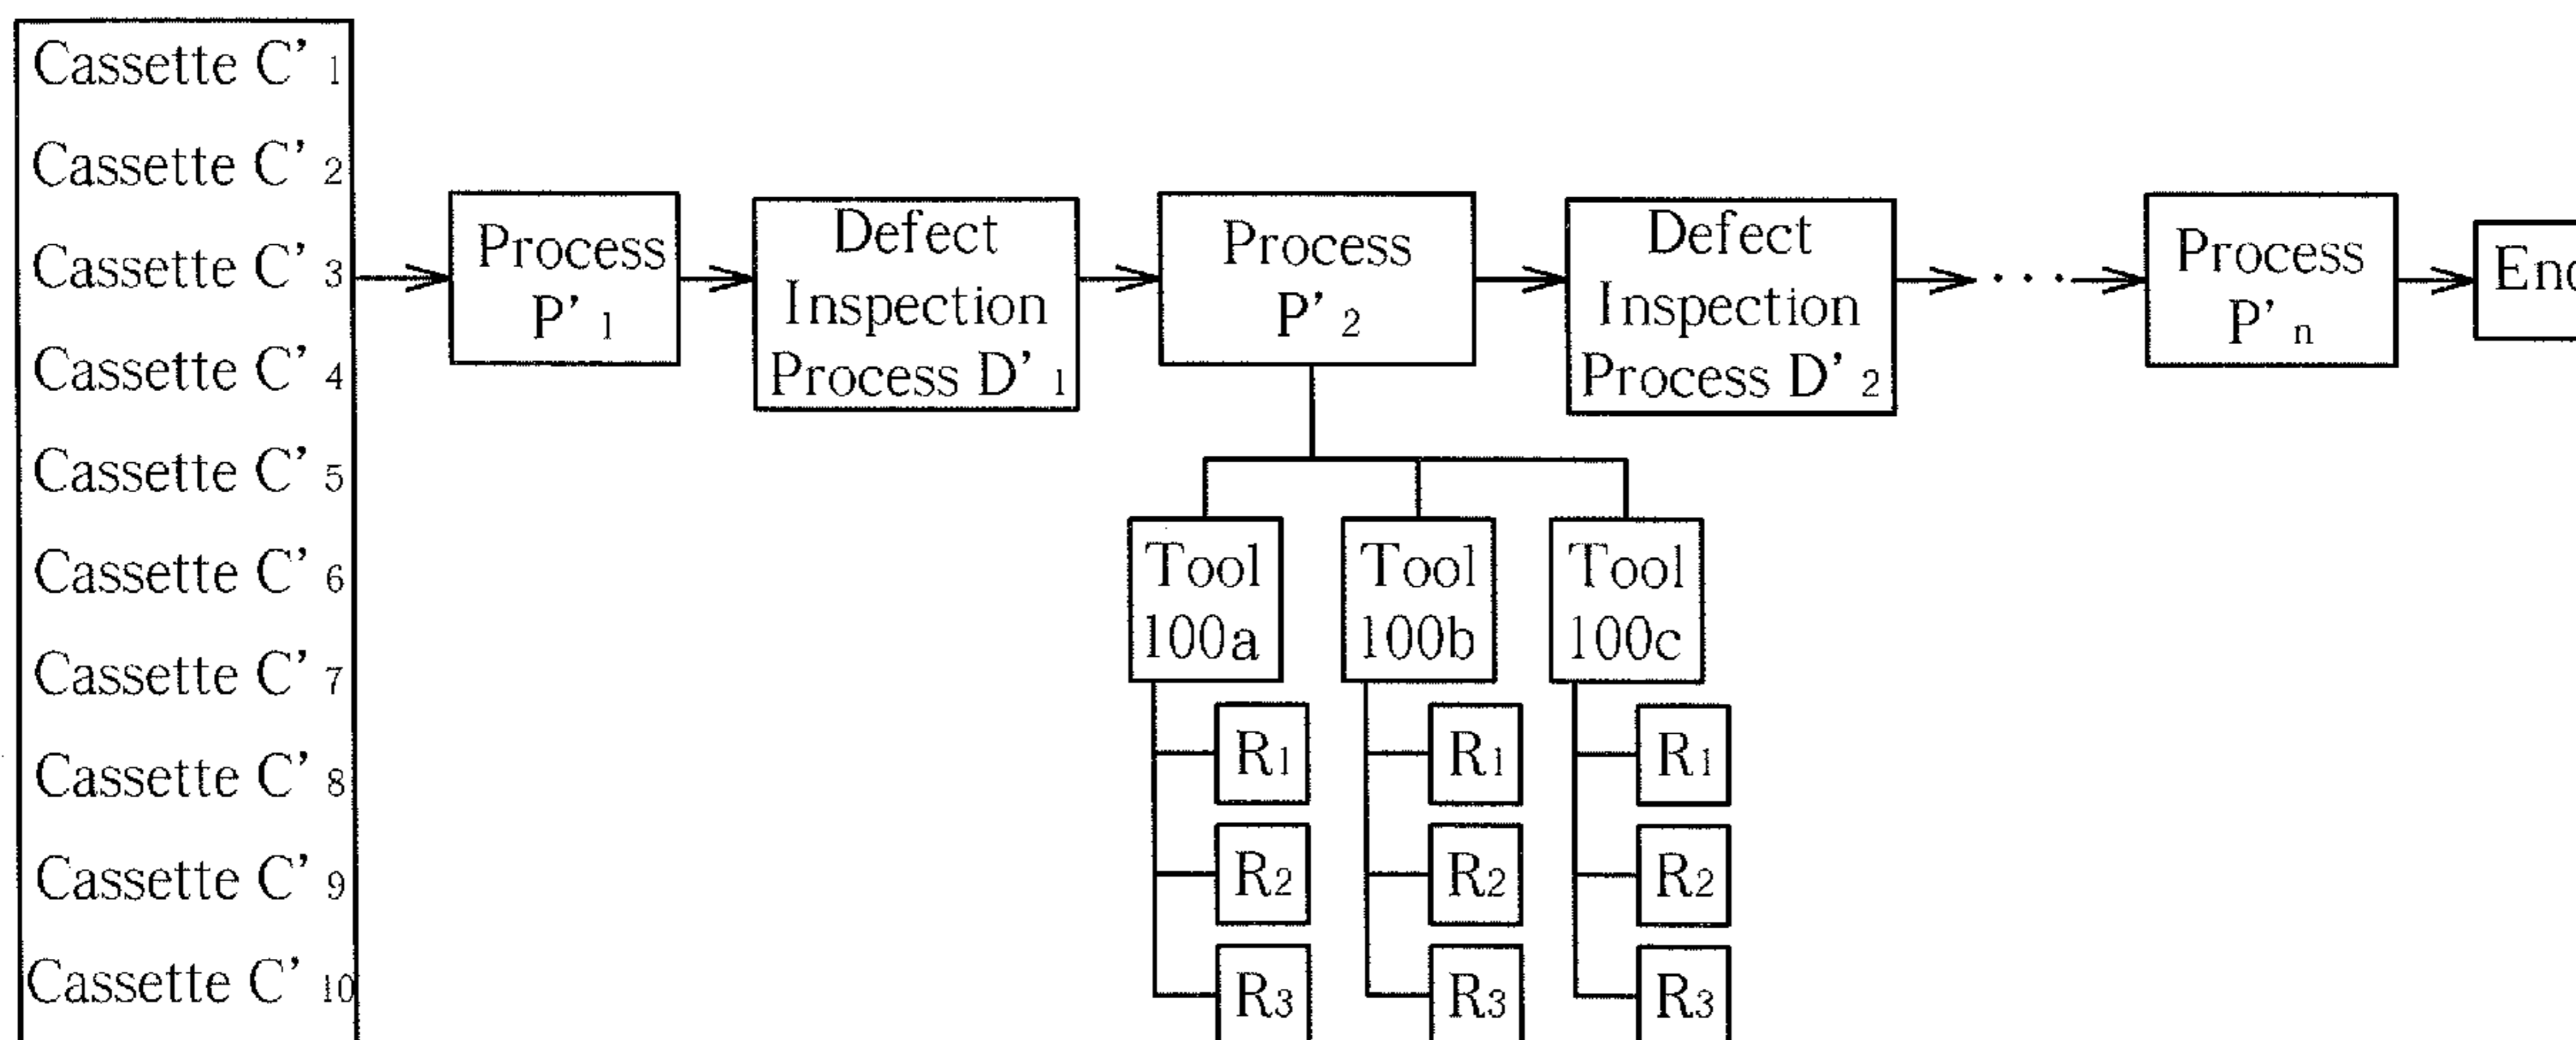 Cassette C' 1
Cassette C' 2
Cassette C' 3
Cassette C' 4
Cassette C' 5
Cassette C' 6
Cassette C' 7
Cassette C' 8
Cassette C' 9
Cassette C' 10
Process
P' 1
Defect
Inspection
Process D' 1
Process
P' 2
Defect
Inspection
Process D' 2
. . .
Process
P' n
Tool
100a
R1
R2
R3
Tool
100b
R1
R2
R3
Tool
100c
R1
R2
R3